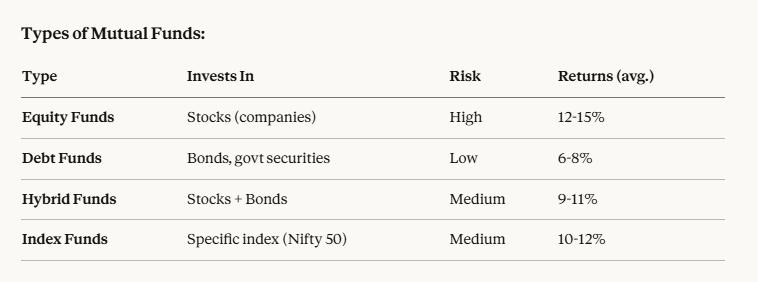 Types of Mutual Funds:
Type Invests In Risk Returns (avg.)
Equity Funds Stocks (companies) High 12-15%
Debt Funds Bonds, govt securities Low 6-8%
Hybrid Funds Stocks + Bonds Medium 9-11%
Index Funds Specific index (Nifty 50) Medium 10-12%